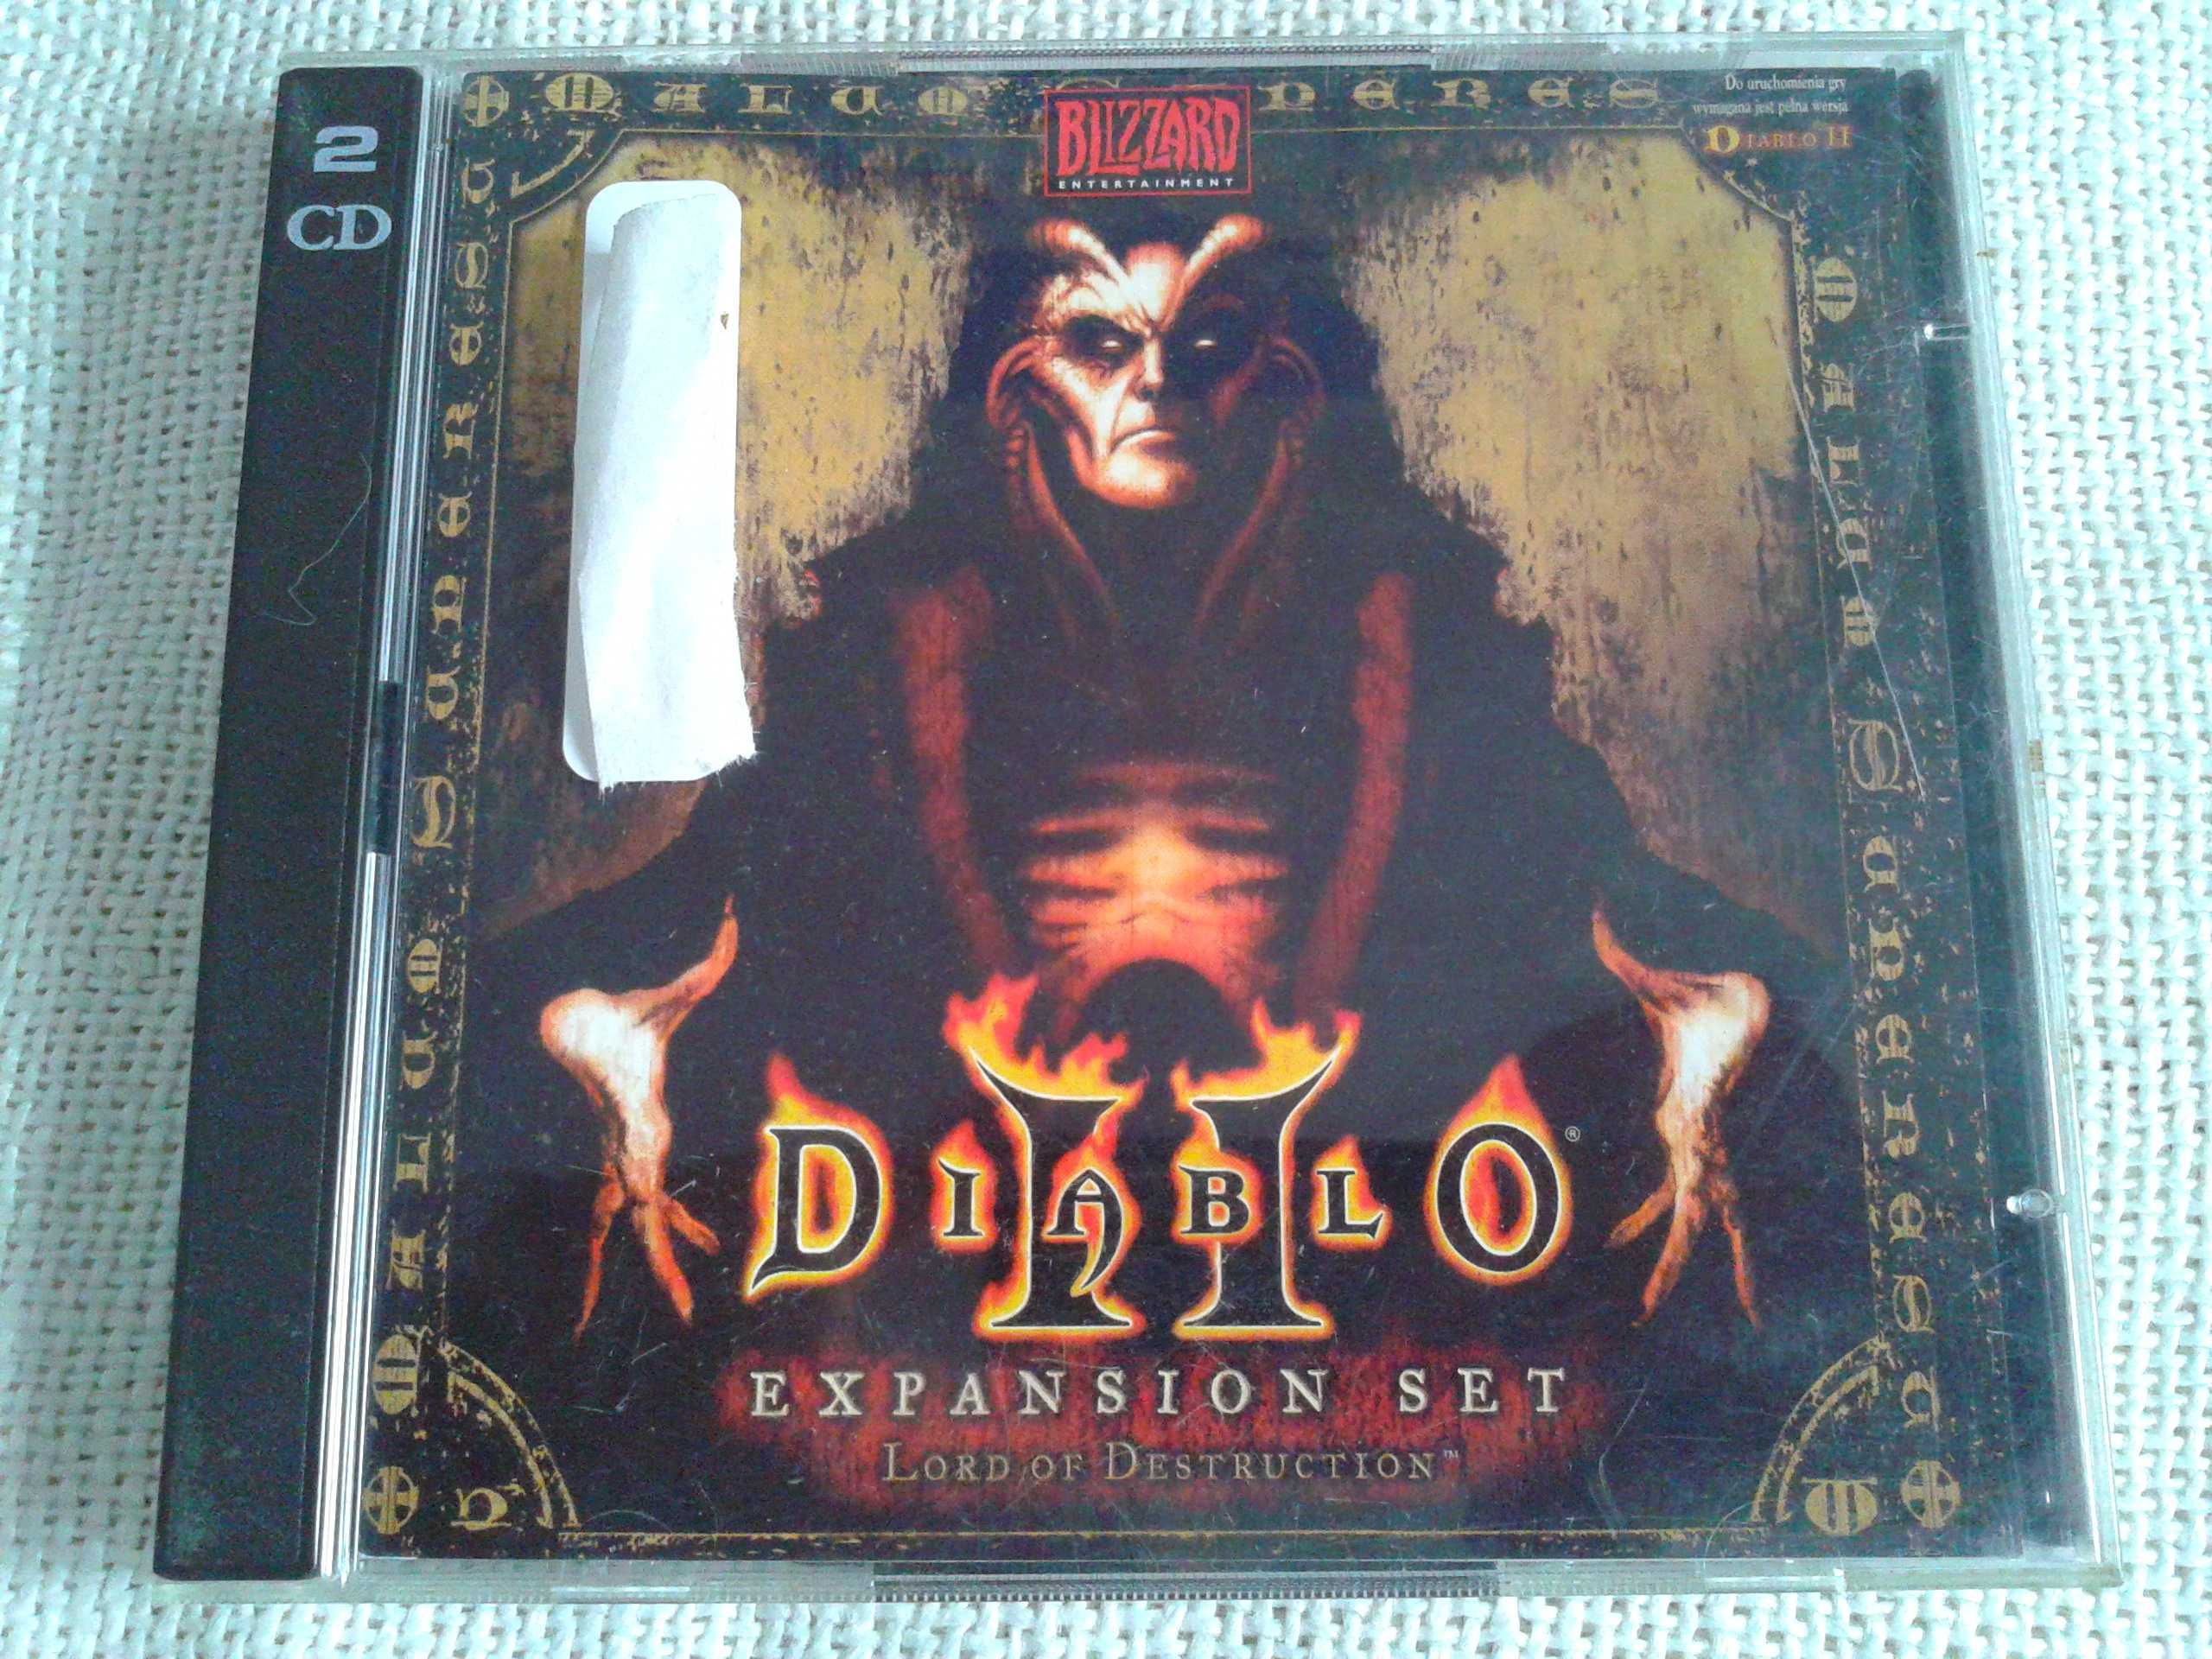 2
CD
BLIZZARD
ENTERTAINMENT
Do uruchomienia gry
wymagana jest pełna wersja
DIABLO II
DIABLO II®
EXPANSION SET
LORD OF DESTRUCTION™